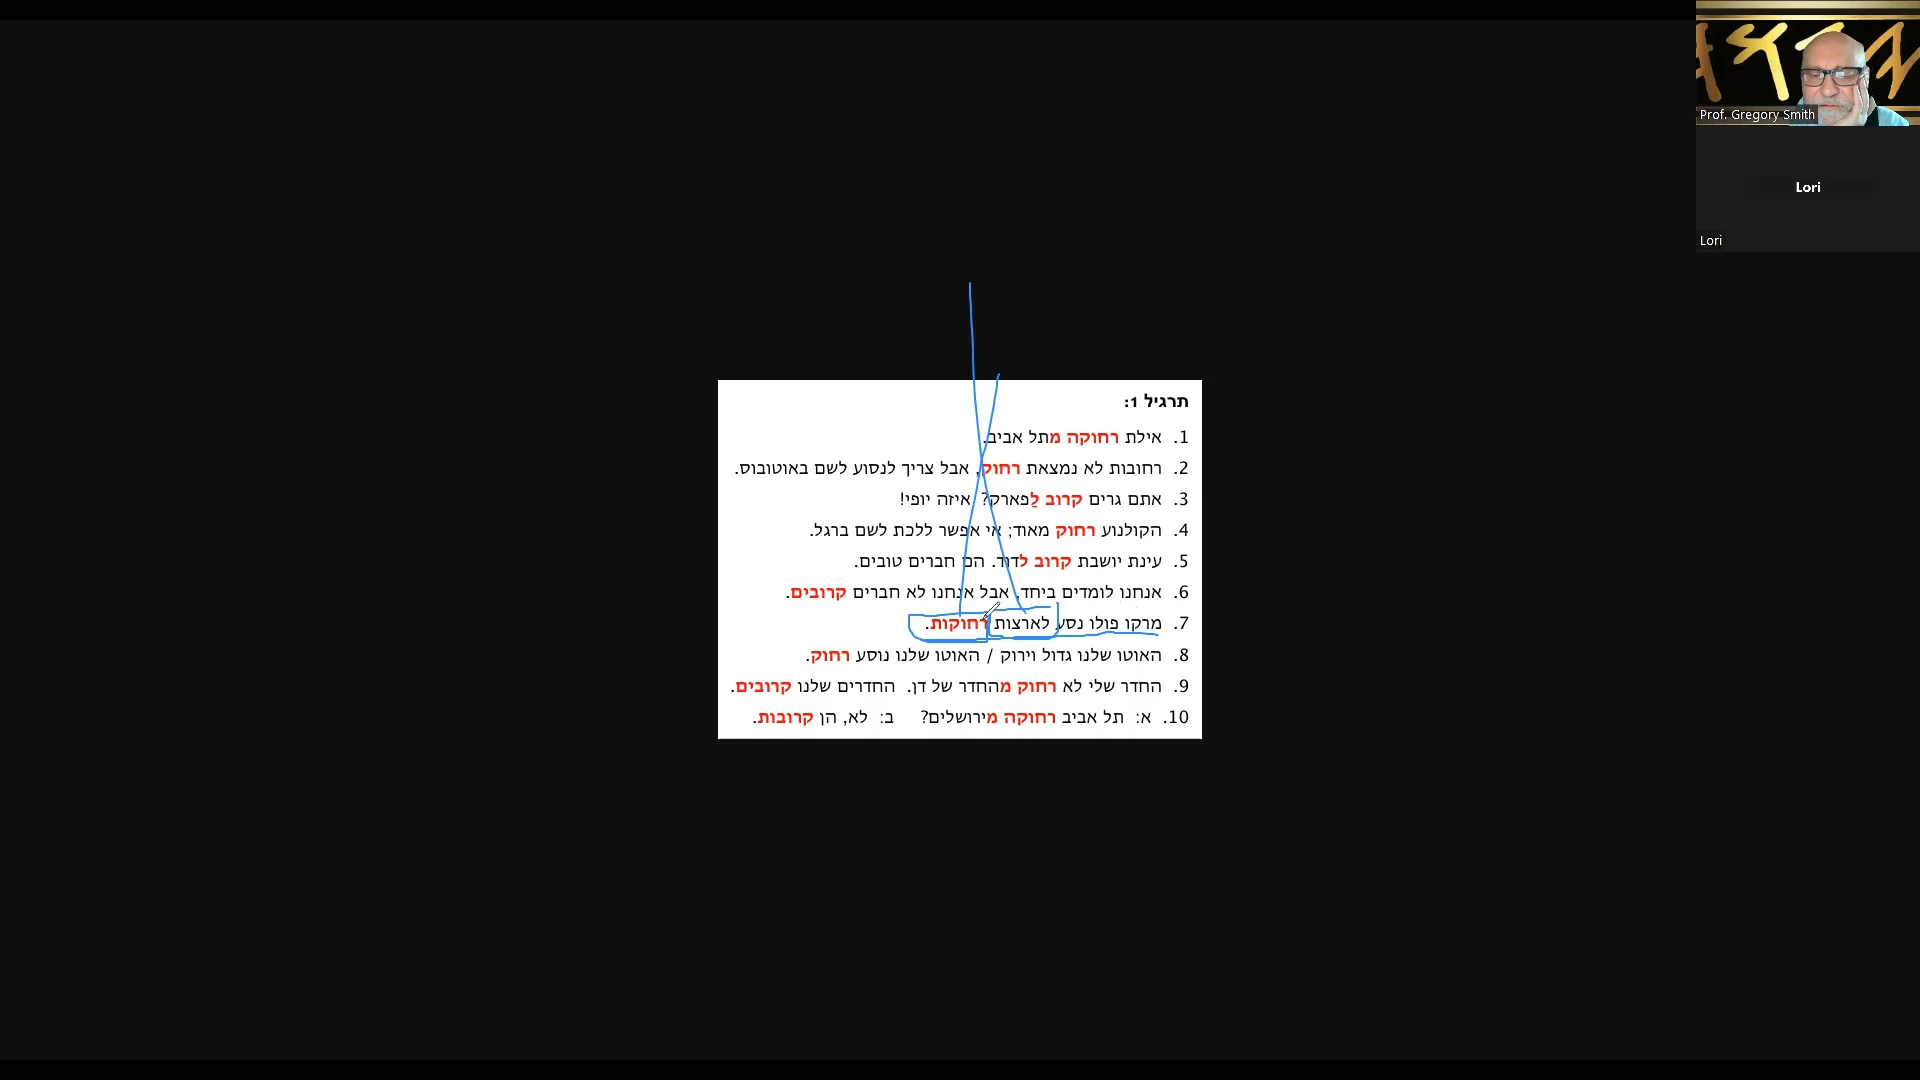 Prof. Gregory Smith
Lori
Lori
תרגיל 1:
1. אילת רחוקה מתל אביב.
2. רחובות לא נמצאת רחוק, אבל צריך לנסוע לשם באוטובוס.
3. אתם גרים קרוב לַפארק? איזה יופי!
4. הקולנוע רחוק מאוד; אי אפשר ללכת לשם ברגל.
5. עינת יושבת קרוב לדוד. הם חברים טובים.
6. אנחנו לומדים ביחד, אבל אנחנו לא חברים קרובים.
7. מרקו פולו נסע לארצות רחוקות.
8. האוטו שלנו גדול וירוק / האוטו שלנו נוסע רחוק.
9. החדר שלי לא רחוק מהחדר של דן. החדרים שלנו קרובים.
10. א: תל אביב רחוקה מירושלים? ב: לא, הן קרובות.